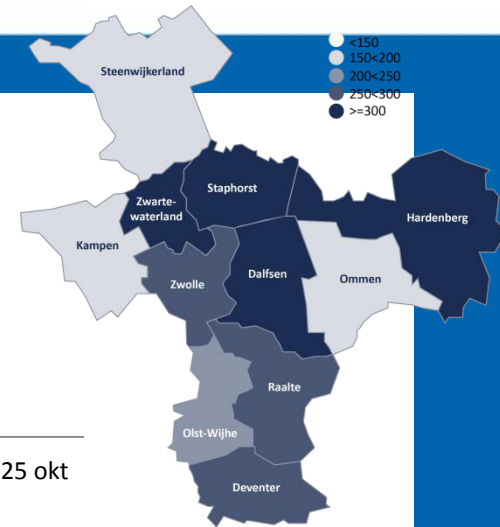 <150
150<200
200<250
250<300
>=300
Steenwijkerland
Staphorst
Zwarte-
waterland
Hardenberg
Kampen
Zwolle
Dalfsen
Ommen
Raalte
Olst-Wijhe
25 okt
Deventer